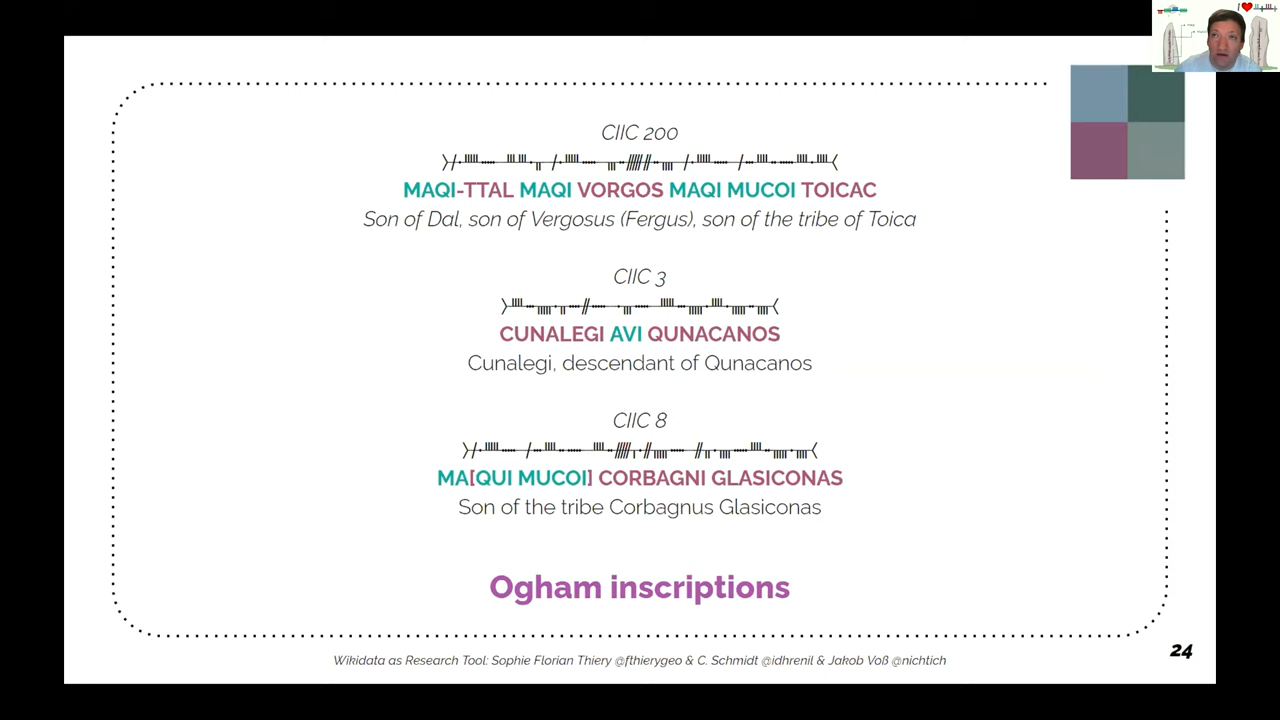 CIIC 200
MAQI-TTAL MAQI VORGOS MAQI MUCOI TOICAC
Son of Dal, son of Vergosus (Fergus), son of the tribe of Toica
CIIC 3
CUNALEGI AVI QUNACANOS
Cunalegi, descendant of Qunacanos
CIIC 8
MA[QUI MUCOI] CORBAGNI GLASICONAS
Son of the tribe Corbagnus Glasiconas
Ogham inscriptions
Wikidata as Research Tool: Sophie Florian Thiery @fthierygeo & C. Schmidt @idhrenil & Jakob Voß @nichtich
24